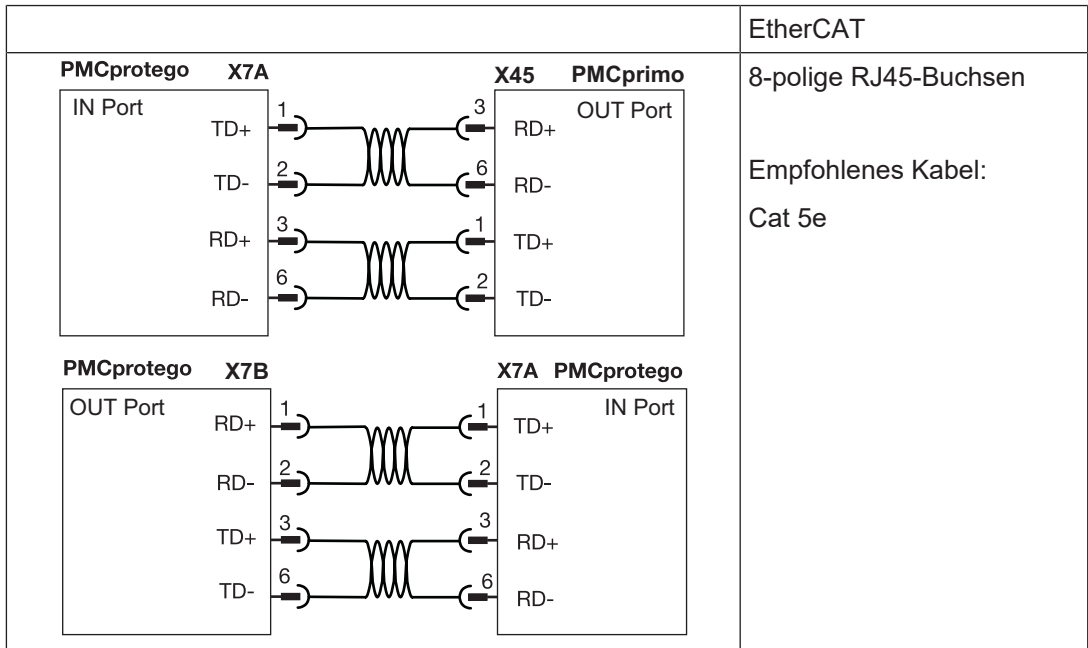 EtherCAT
PMCprotego X7A X45 PMCprimo
IN Port OUT Port
TD+ 1 3 RD+
TD- 2 6 RD-
RD+ 3 1 TD+
RD- 6 2 TD-
8-polige RJ45-Buchsen
Empfohlenes Kabel:
Cat 5e
PMCprotego X7B X7A PMCprotego
OUT Port IN Port
RD+ 1 1 TD+
RD- 2 2 TD-
TD+ 3 3 RD+
TD- 6 6 RD-